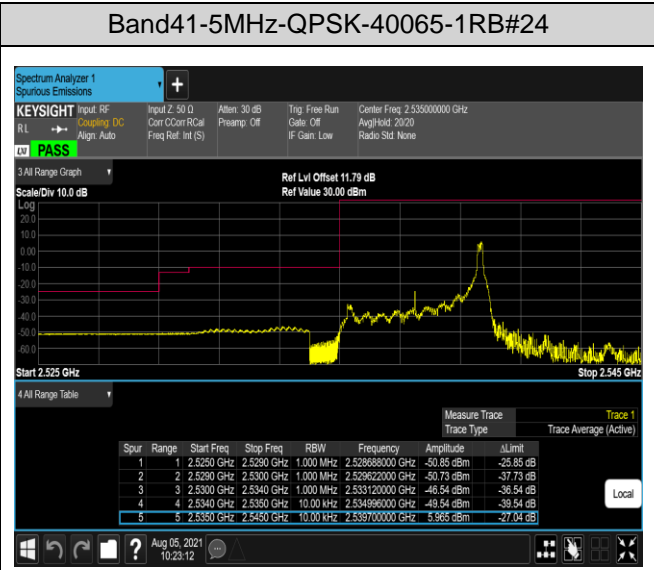 Band41-5MHz-QPSK-40065-1RB#24
Spectrum Analyzer 1
Spurious Emissions
+
KEYSIGHT Input: RF Input Z: 50 Ω Atten: 30 dB Trig: Free Run Center Freq: 2.535000000 GHz
RL Coupling: DC Corr CCorr RCal Preamp: Off Gate: Off Avg|Hold: 20/20
Align: Auto Freq Ref: Int (S) IF Gain: Low Radio Std: None
LXI PASS
3 All Range Graph
Ref Lvl Offset 11.79 dB
Scale/Div 10.0 dB Ref Value 30.00 dBm
Log
20.0
10.0
0.00
-10.0
-20.0
-30.0
-40.0
-50.0
-60.0
Start 2.525 GHz Stop 2.545 GHz
4 All Range Table
Measure Trace Trace 1
Trace Type Trace Average (Active)
Spur Range Start Freq Stop Freq RBW Frequency Amplitude ΔLimit
1 1 2.5250 GHz 2.5290 GHz 1.000 MHz 2.528688000 GHz -50.85 dBm -25.85 dB
2 2 2.5290 GHz 2.5300 GHz 1.000 MHz 2.529622000 GHz -50.73 dBm -37.73 dB
3 3 2.5300 GHz 2.5340 GHz 1.000 MHz 2.533120000 GHz -46.54 dBm -36.54 dB
4 4 2.5340 GHz 2.5350 GHz 10.00 kHz 2.534996000 GHz -49.54 dBm -39.54 dB
5 5 2.5350 GHz 2.5450 GHz 10.00 kHz 2.539700000 GHz 5.965 dBm -27.04 dB
Local
? Aug 05, 2021
10:23:12